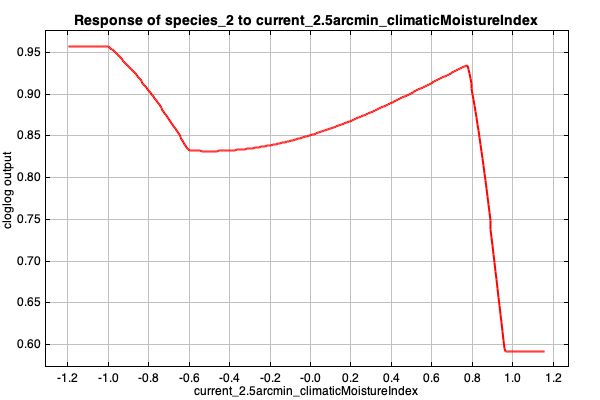 Response of species_2 to current_2.5arcmin_climaticMoistureIndex
cloglog output
0.95
0.90
0.85
0.80
0.75
0.70
0.65
0.60
-1.2 -1.0 -0.8 -0.6 -0.4 -0.2 -0.0 0.2 0.4 0.6 0.8 1.0 1.2
current_2.5arcmin_climaticMoistureIndex